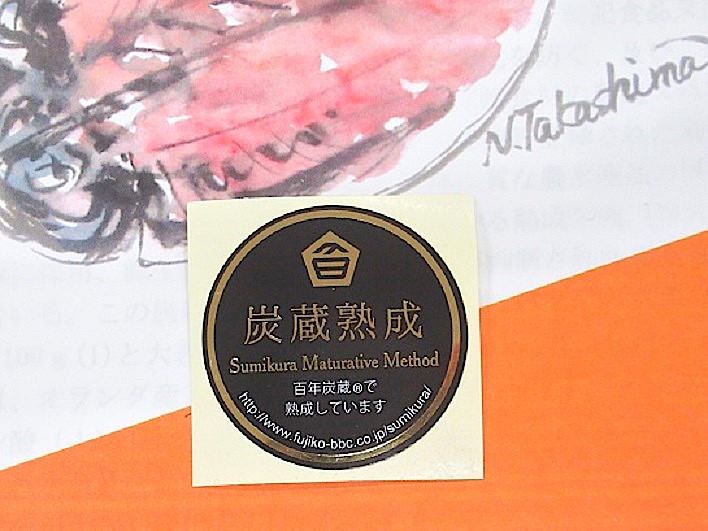 N.Takashima
炭蔵熟成
Sumikura Maturative Method
百年炭蔵®で
熟成しています
http://www.fujiko-bbc.co.jp/sumikura/